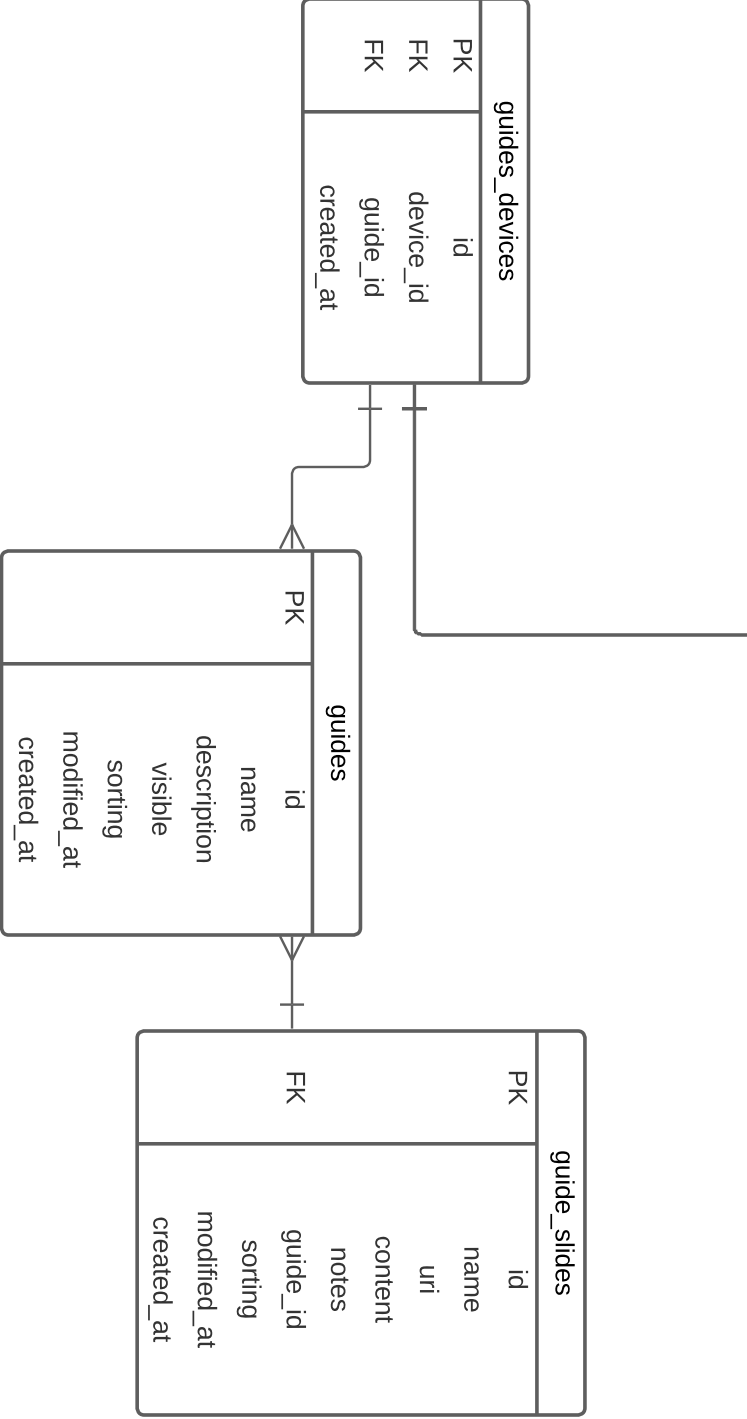 guides_devices
PK id
FK device_id
FK guide_id
created_at
guides
PK id
name
description
visible
sorting
modified_at
created_at
guide_slides
PK id
name
uri
content
notes
FK guide_id
sorting
modified_at
created_at